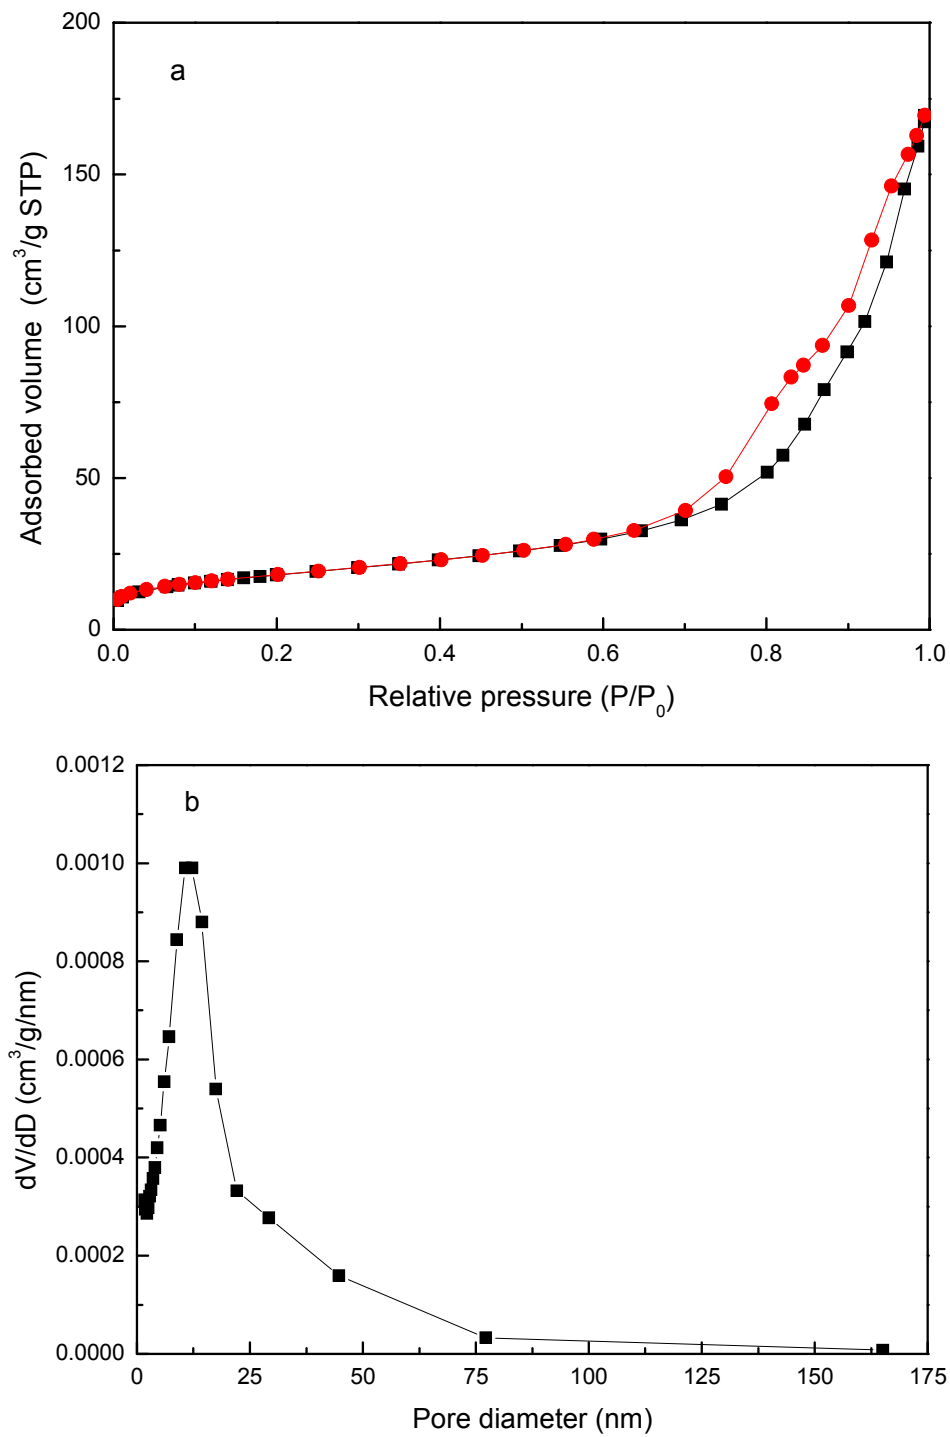 a
200
150
100
50
0
Adsorbed volume (cm³/g STP)
0.0 0.2 0.4 0.6 0.8 1.0
Relative pressure (P/P₀)
b
0.0012
0.0010
0.0008
0.0006
0.0004
0.0002
0.0000
dV/dD (cm³/g/nm)
0 25 50 75 100 125 150 175
Pore diameter (nm)